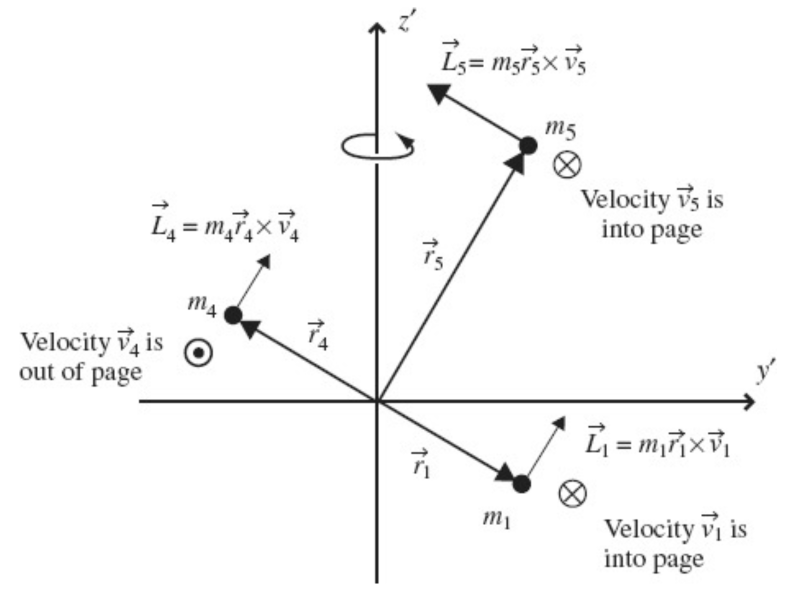 z′
L⃗₅= m₅r⃗₅× v⃗₅
m₅
Velocity v⃗₅ is
into page
L⃗₄ = m₄r⃗₄× v⃗₄
r⃗₅
m₄
r⃗₄
Velocity v⃗₄ is
out of page
y′
L⃗₁ = m₁r⃗₁× v⃗₁
r⃗₁
m₁
Velocity v⃗₁ is
into page